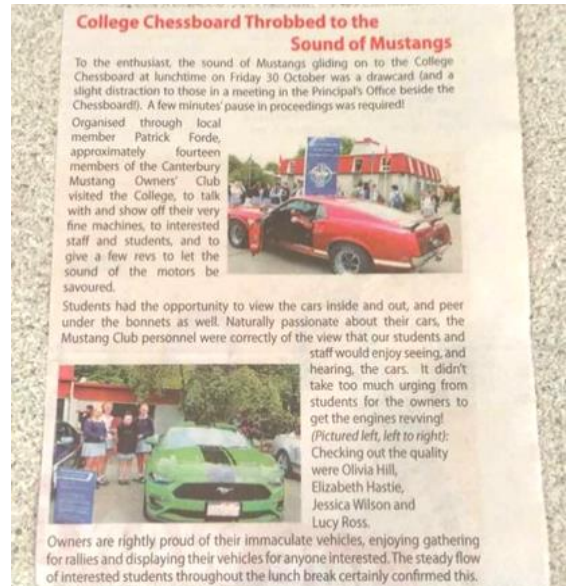 College Chessboard Throbbed to the
Sound of Mustangs
To the enthusiast, the sound of Mustangs gliding on to the College
Chessboard at lunchtime on Friday 30 October was a drawcard (and a
slight distraction to those in a meeting in the Principal's Office beside the
Chessboard!). A few minutes' pause in proceedings was required!
Organised through local
member Patrick Forde,
approximately fourteen
members of the Canterbury
Mustang Owners' Club
visited the College, to talk
with and show off their very
fine machines, to interested
staff and students, and to
give a few revs to let the
sound of the motors be
savoured.
Students had the opportunity to view the cars inside and out, and peer
under the bonnets as well. Naturally passionate about their cars, the
Mustang Club personnel were correctly of the view that our students and
staff would enjoy seeing, and
hearing, the cars. It didn't
take too much urging from
students for the owners to
get the engines revving!
(Pictured left, left to right):
Checking out the quality
were Olivia Hill,
Elizabeth Hastie,
Jessica Wilson and
Lucy Ross.
Owners are rightly proud of their immaculate vehicles, enjoying gathering
for rallies and displaying their vehicles for anyone interested. The steady flow
of interested students throughout the lunch break certainly confirmed this.